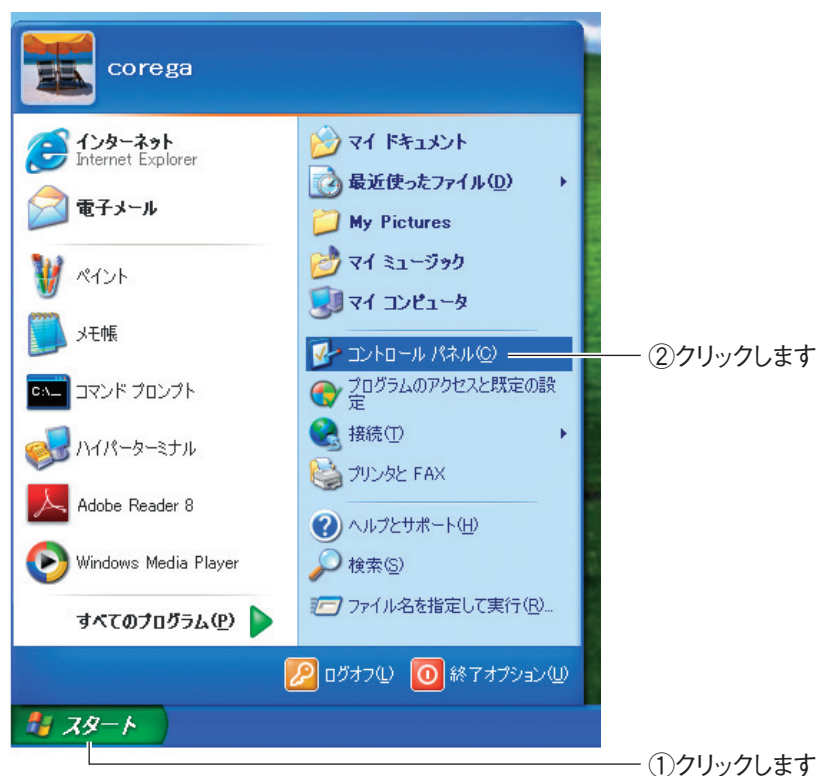 corega
インターネット
Internet Explorer
電子メール
ペイント
メモ帳
C:\_
コマンド プロンプト
ハイパーターミナル
Adobe Reader 8
Windows Media Player
すべてのプログラム(P)
マイ ドキュメント
最近使ったファイル(D)
My Pictures
マイ ミュージック
マイ コンピュータ
コントロール パネル(C)
②クリックします
プログラムのアクセスと既定の設
定
接続(T)
プリンタと FAX
ヘルプとサポート(H)
検索(S)
ファイル名を指定して実行(R)...
ログオフ(L)
終了オプション(U)
スタート
①クリックします